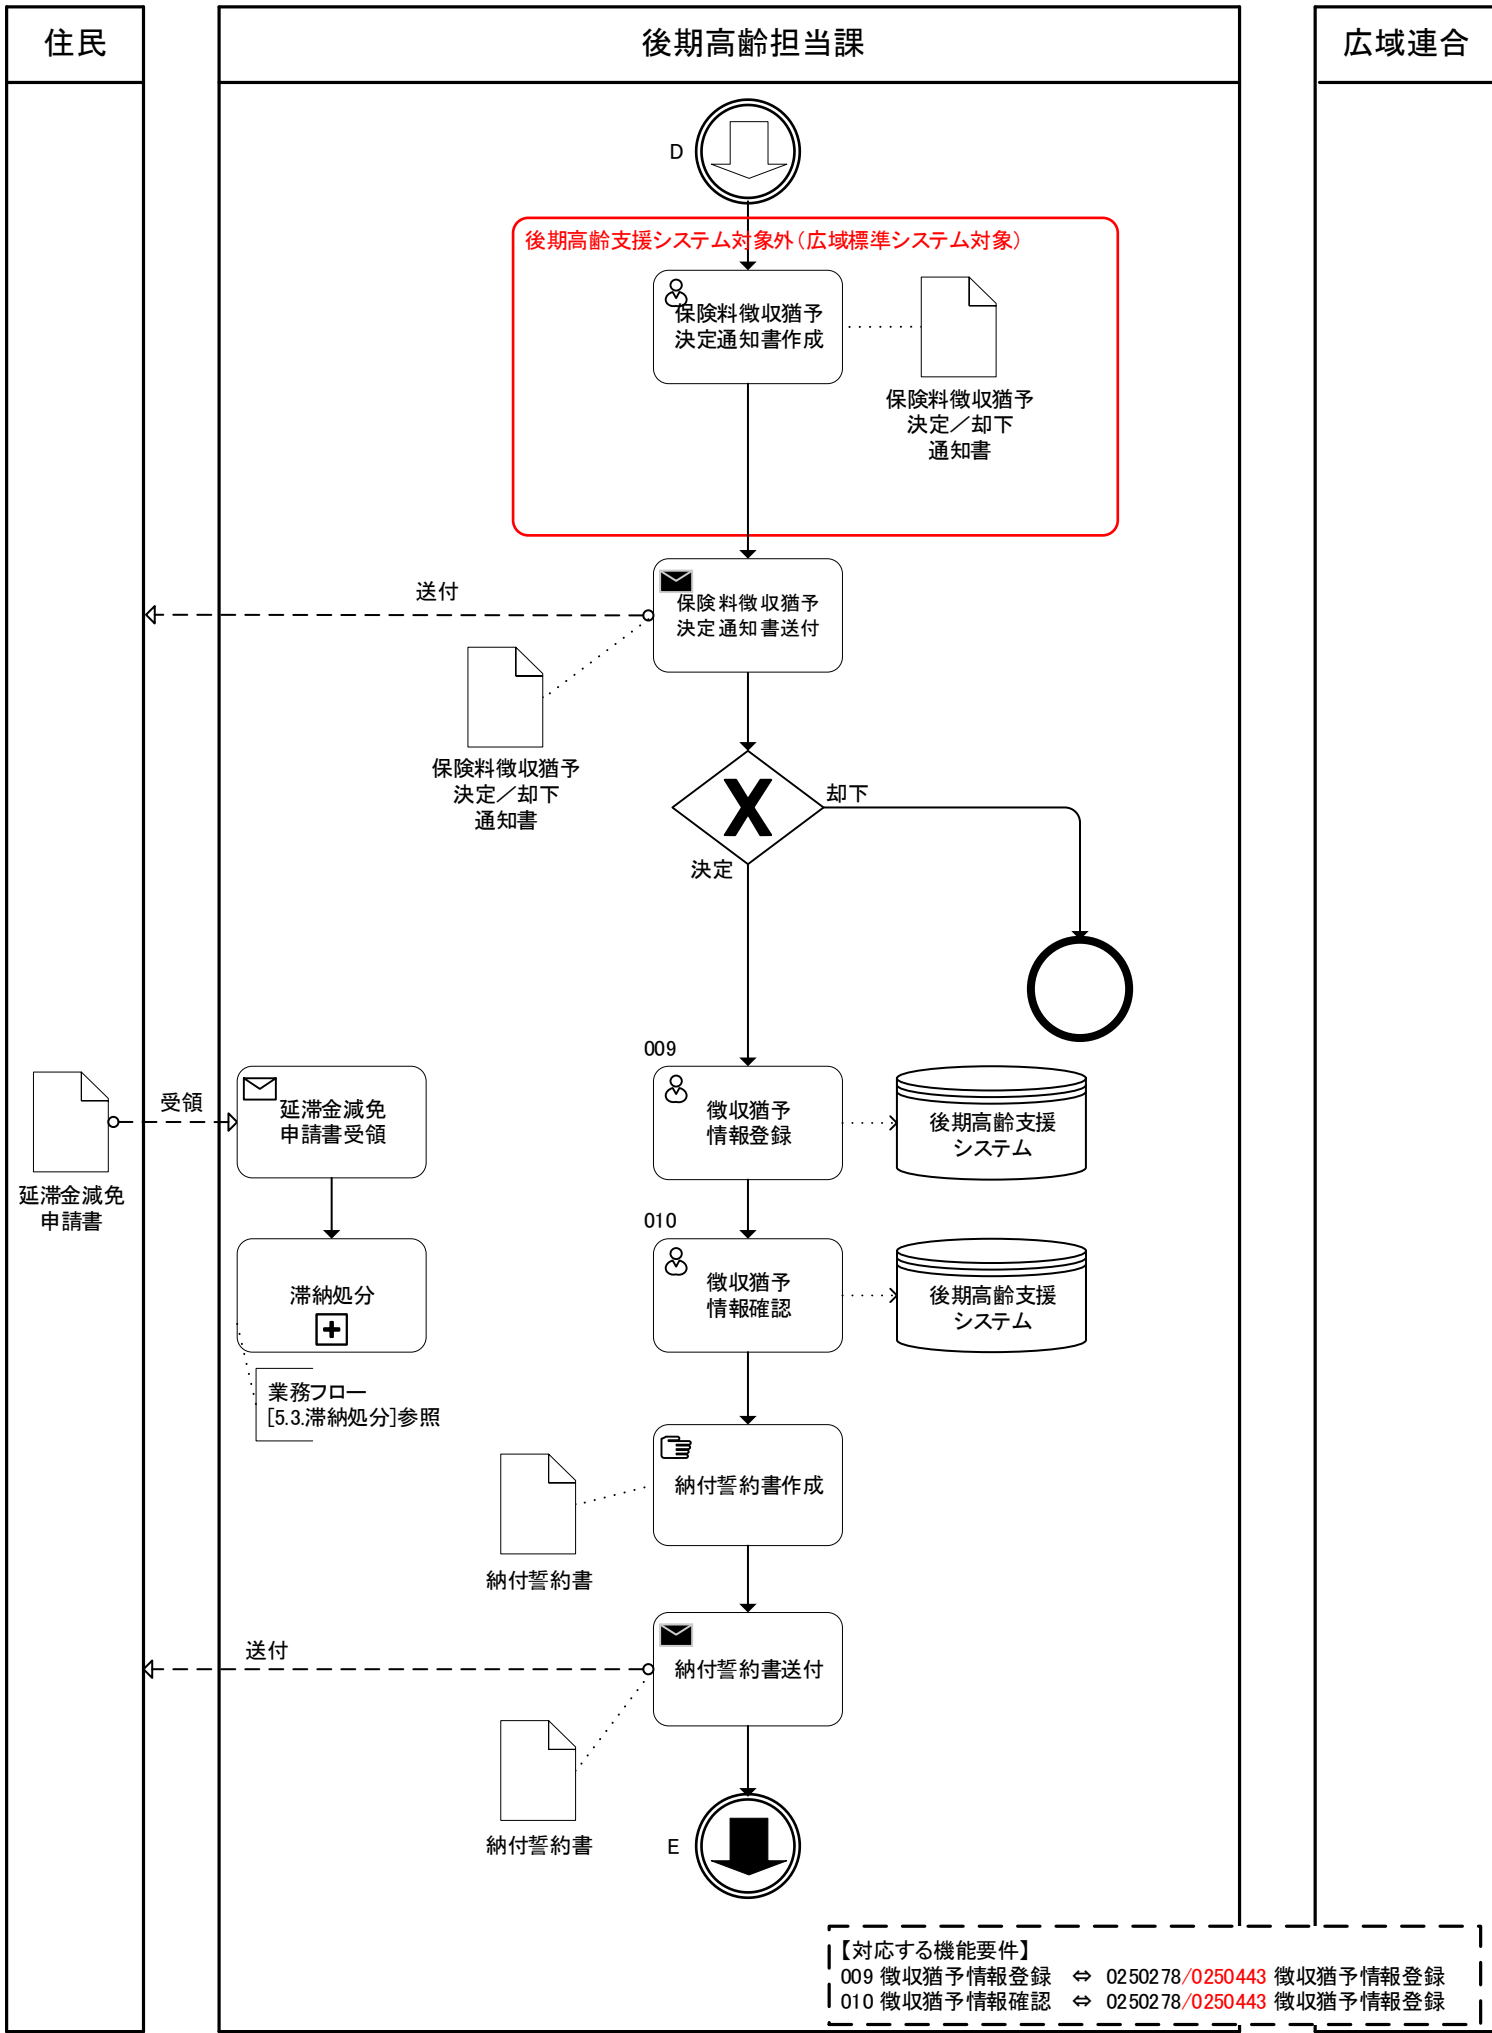 住民
後期高齢担当課
広域連合
D
後期高齢支援システム対象外（広域標準システム対象）
保険料徴収猶予
決定通知書作成
保険料徴収猶予
決定／却下
通知書
送付
保険料徴収猶予
決定通知書送付
保険料徴収猶予
決定／却下
通知書
却下
決定
009
受領
延滞金減免
申請書受領
徴収猶予
情報登録
後期高齢支援
システム
延滞金減免
申請書
010
滞納処分
徴収猶予
情報確認
後期高齢支援
システム
業務フロー
[5.3.滞納処分]参照
納付誓約書作成
納付誓約書
送付
納付誓約書送付
納付誓約書
E
【対応する機能要件】
009 徴収猶予情報登録 ⇔ 0250278/0250443 徴収猶予情報登録
010 徴収猶予情報確認 ⇔ 0250278/0250443 徴収猶予情報登録